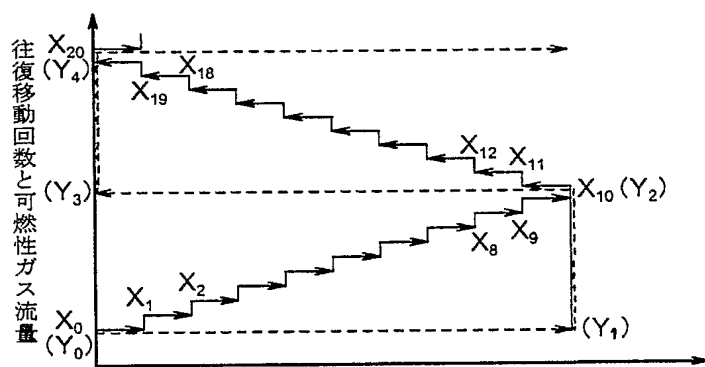 往復移動回数と可燃性ガス流量
X20
(Y4)
X18
X19
X12
X11
(Y3)
X10 (Y2)
X8
X9
X2
X1
X0
(Y0)
(Y1)